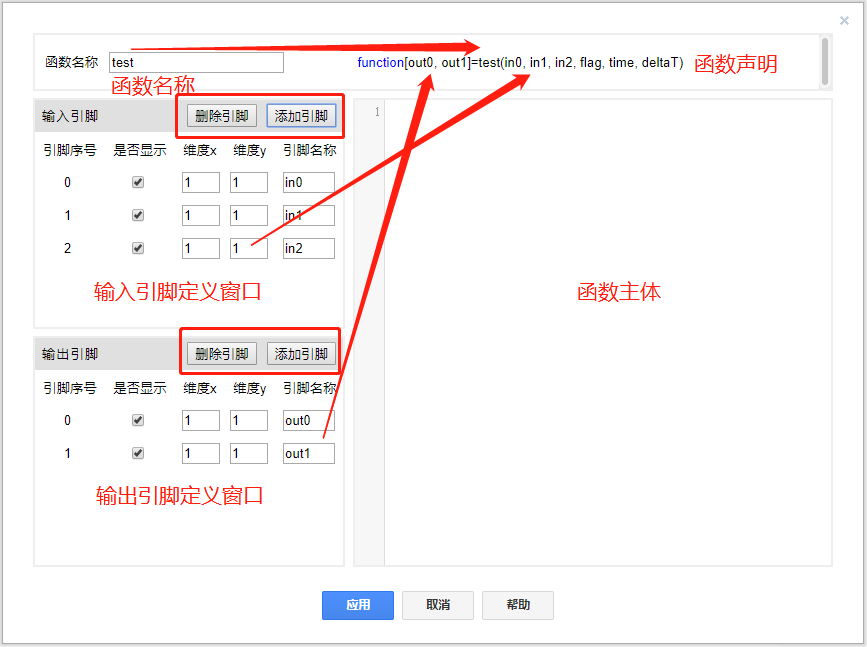 函数名称 test function[out0, out1]=test(in0, in1, in2, flag, time, deltaT) 函数声明
函数名称
输入引脚 删除引脚 添加引脚
引脚序号 是否显示 维度x 维度y 引脚名称
0 1 1 in0
1 1 1 in1
2 1 1 in2
输入引脚定义窗口
输出引脚 删除引脚 添加引脚
引脚序号 是否显示 维度x 维度y 引脚名称
0 1 1 out0
1 1 1 out1
输出引脚定义窗口
1
函数主体
应用 取消 帮助